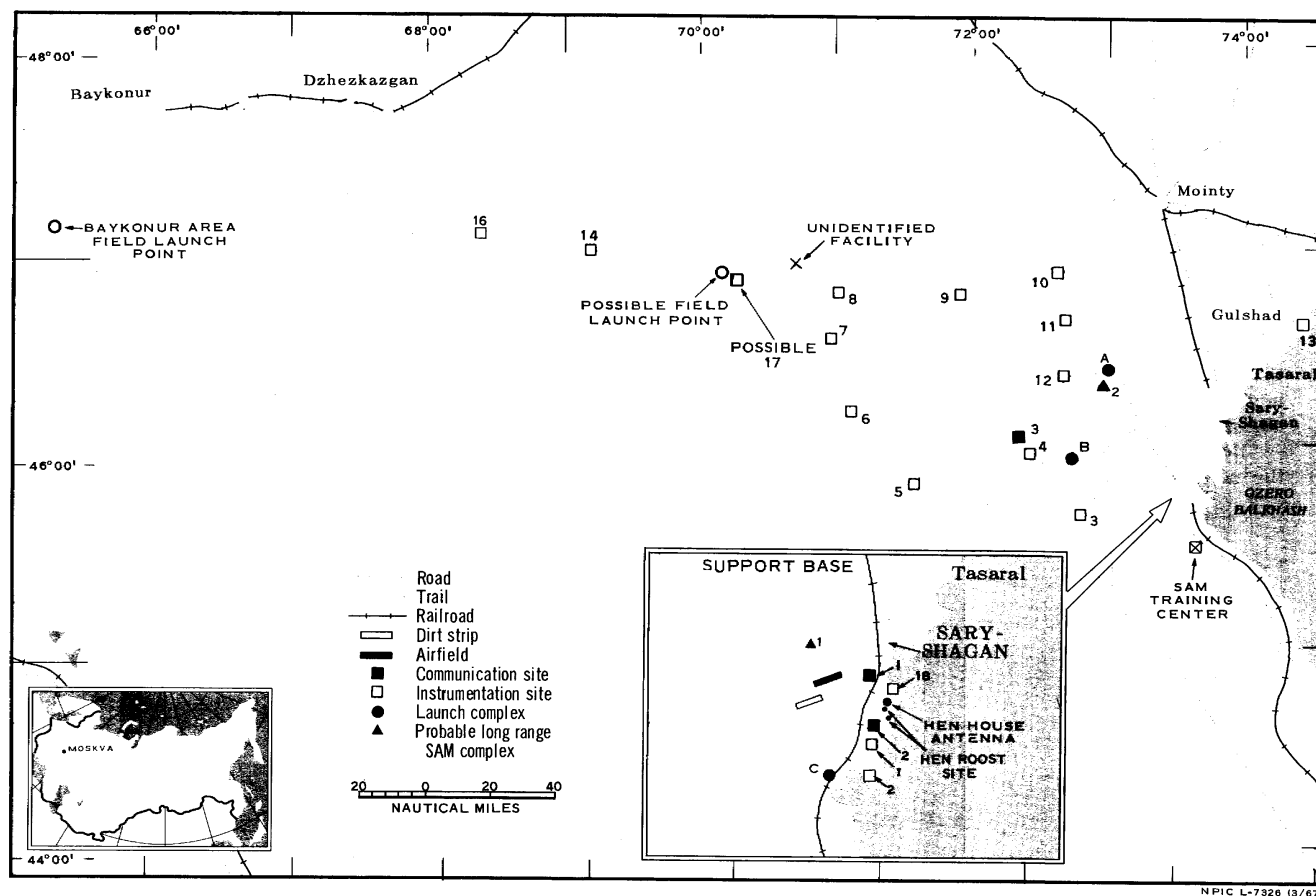 66°00'
68°00'
70°00'
72°00'
74°00'
48°00'
Dzhezkazgan
Baykonur
Mointy
16
14
UNIDENTIFIED
FACILITY
BAYKONUR AREA
FIELD LAUNCH
POINT
10
8
9
POSSIBLE FIELD
LAUNCH POINT
Gulshad
11
7
13
POSSIBLE
17
A
Tasaral
12
2
Sary-
Shagan
6
3
4
B
46°00'
5
OZERO
BALKHASH
3
SUPPORT BASE
Tasaral
SAM
TRAINING
CENTER
Road
Trail
Railroad
Dirt strip
Airfield
Communication site
Instrumentation site
Launch complex
Probable long range
SAM complex
20 0 20 40
NAUTICAL MILES
MOSKVA
1
SARY-
SHAGAN
1
18
HEN HOUSE
ANTENNA
2
HEN ROOST
SITE
1
C
2
44°00'
NPIC L-7326 (3/67